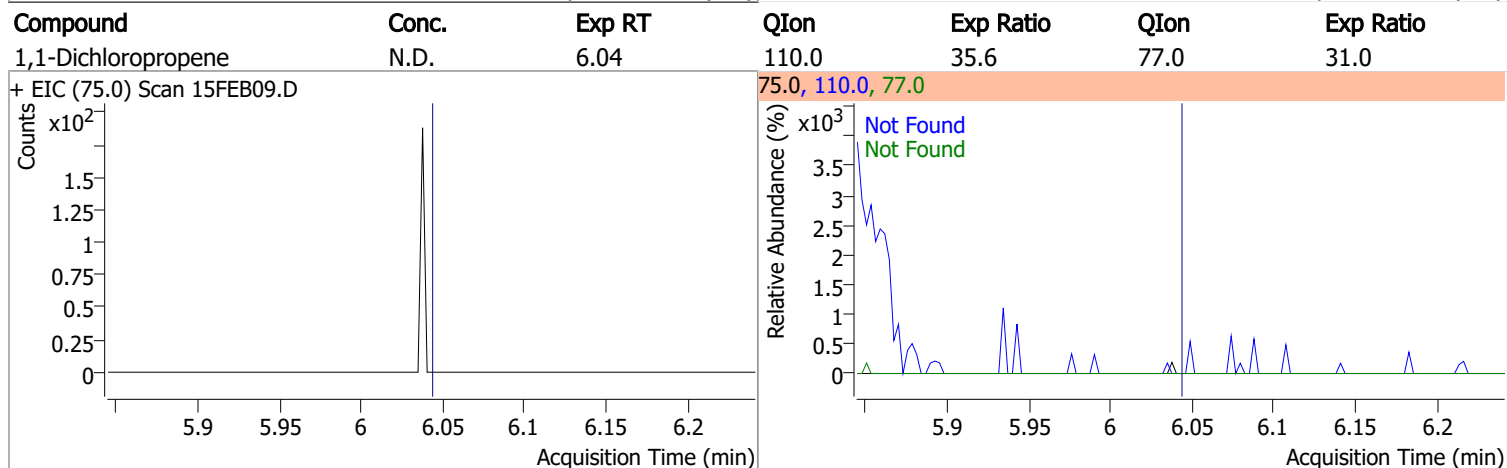 Compound Conc. Exp RT QIon Exp Ratio QIon Exp Ratio
1,1-Dichloropropene N.D. 6.04 110.0 35.6 77.0 31.0
+ EIC (75.0) Scan 15FEB09.D
Counts
x10²
1.5
1.25
1
0.75
0.5
0.25
0
5.9 5.95 6 6.05 6.1 6.15 6.2
Acquisition Time (min)
75.0, 110.0, 77.0
Relative Abundance (%)
x10³
Not Found
Not Found
3.5
3
2.5
2
1.5
1
0.5
0
5.9 5.95 6 6.05 6.1 6.15 6.2
Acquisition Time (min)